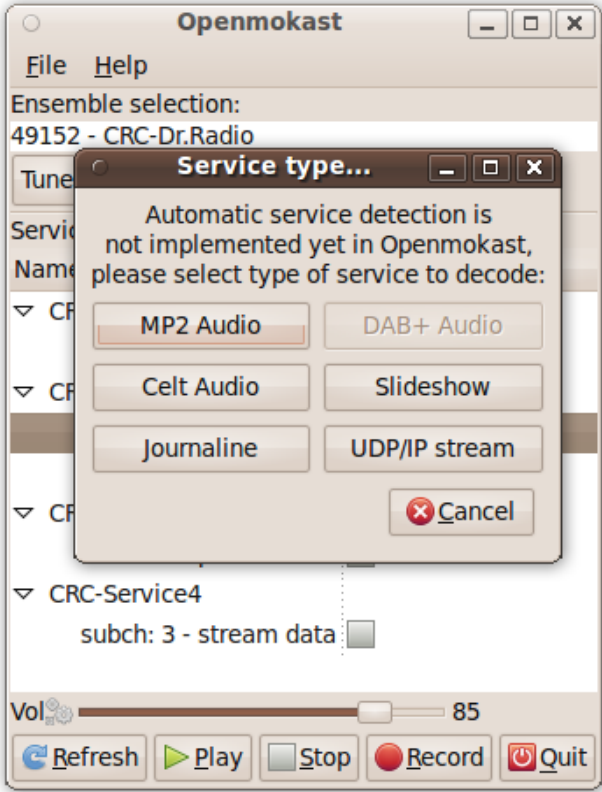 Openmokast
File Help
Ensemble selection:
49152 - CRC-Dr.Radio
Tune
Service type...
Automatic service detection is
not implemented yet in Openmokast,
please select type of service to decode:
MP2 Audio DAB+ Audio
Celt Audio Slideshow
Journaline UDP/IP stream
Cancel
CRC-Service4
subch: 3 - stream data
Vol 85
Refresh Play Stop Record Quit